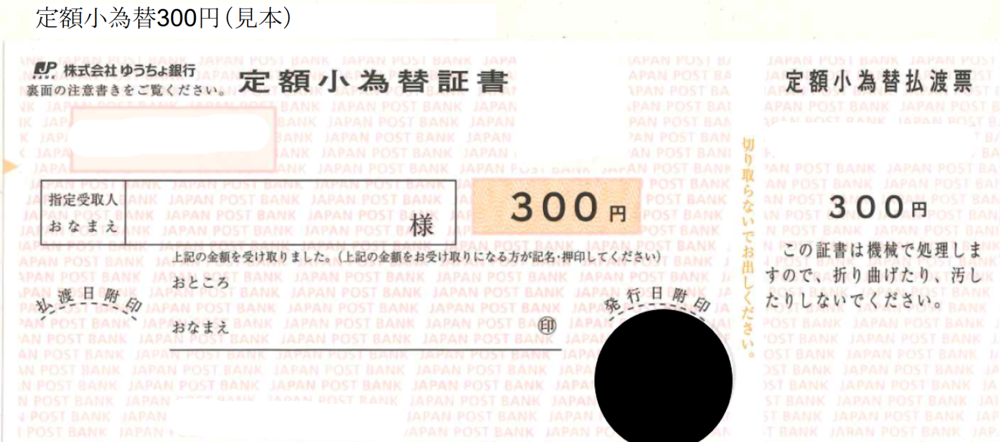 定額小為替300円(見本)
JP 株式会社 ゆうちょ銀行
BANK
裏面の注意書きをご覧ください。
定額小為替証書
指定受取人
おなまえ
様
300円
上記の金額を受け取りました。(上記の金額をお受け取りになる方が記名・押印してください)
おところ
払渡日附印
おなまえ
印
発行日附印
切り取らないでお出しください。
定額小為替払渡票
300円
この証書は機械で処理しま
すので、折り曲げたり、汚し
たりしないでください。
JAPAN POST BANK